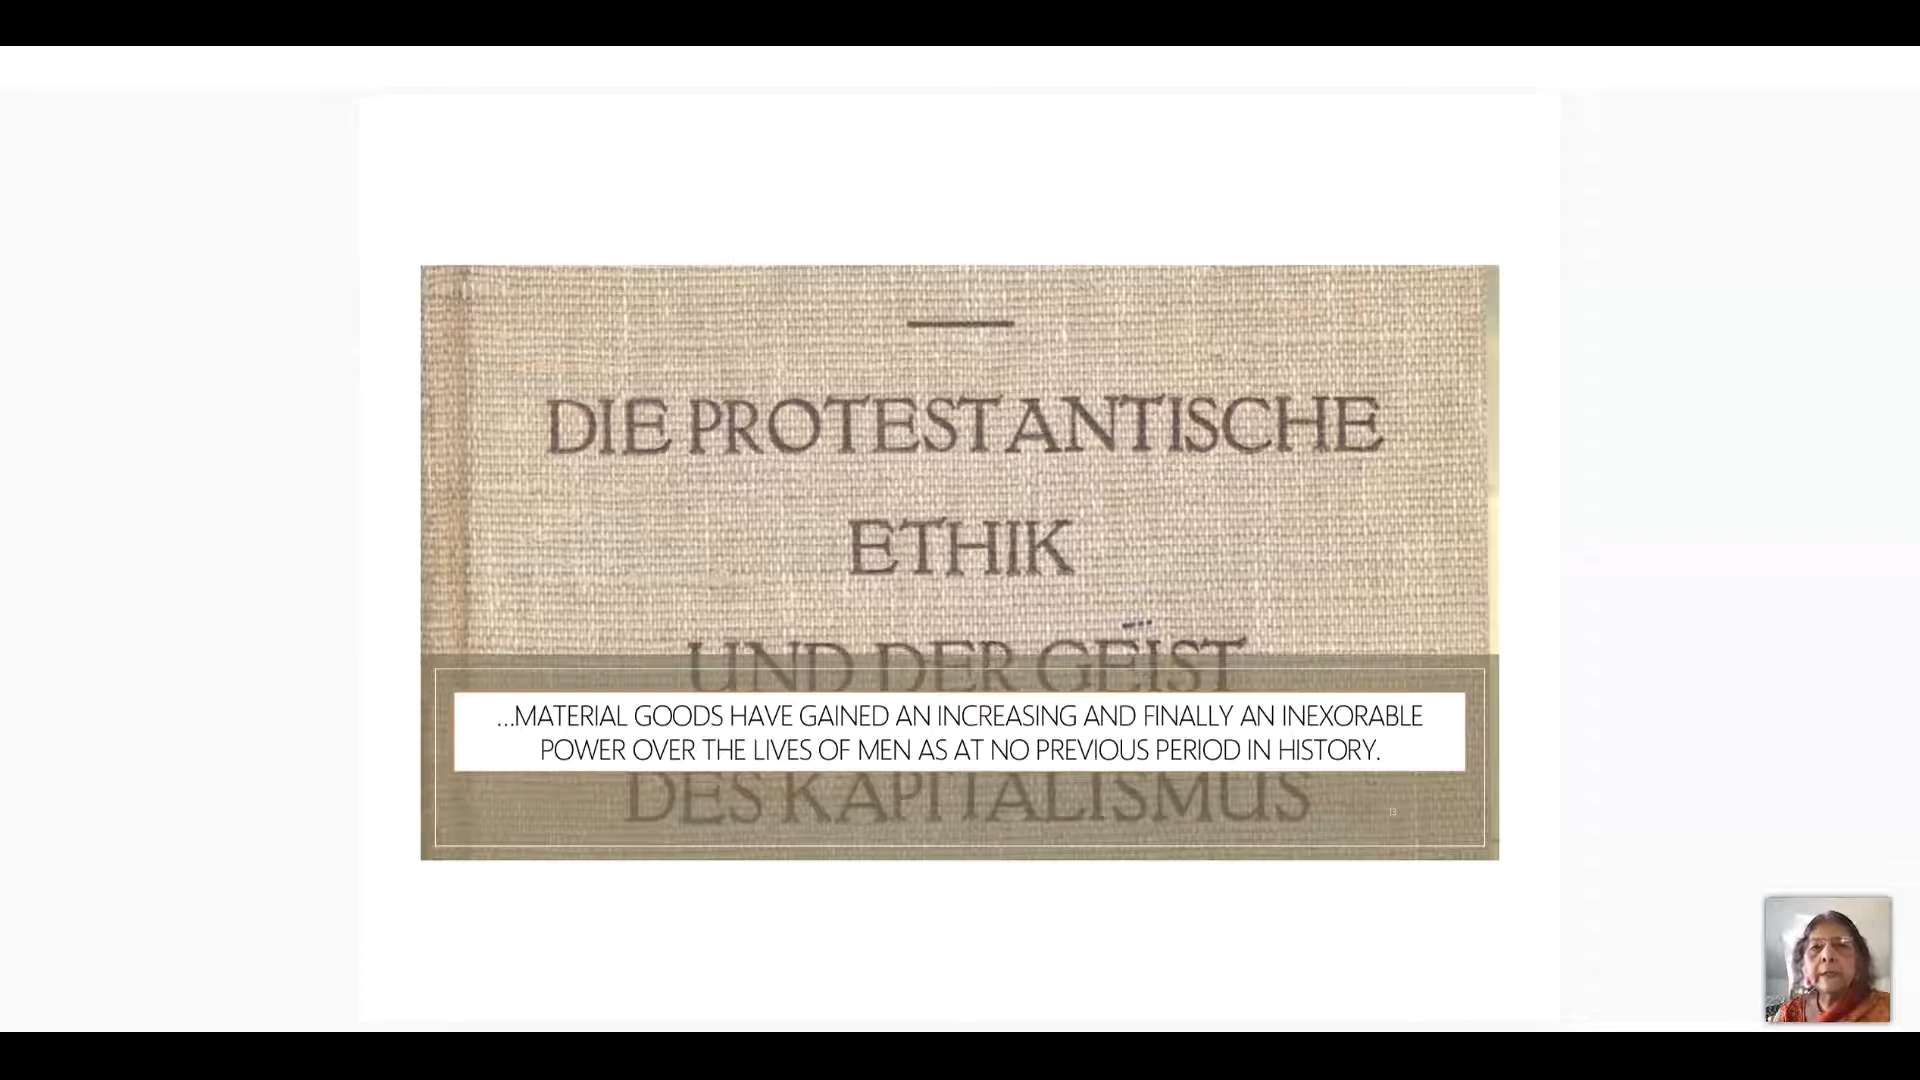 DIE PROTESTANTISCHE
ETHIK
UND DER GEIST
…MATERIAL GOODS HAVE GAINED AN INCREASING AND FINALLY AN INEXORABLE
POWER OVER THE LIVES OF MEN AS AT NO PREVIOUS PERIOD IN HISTORY.
DES KAPITALISMUS
13